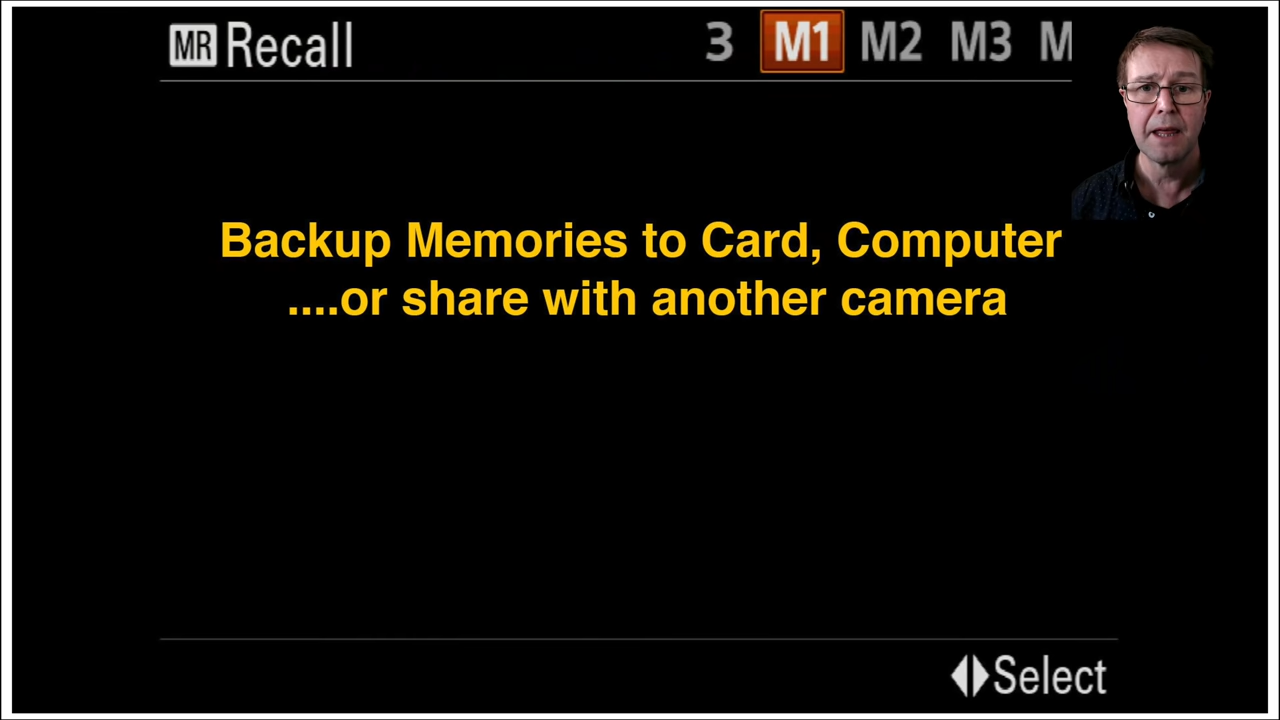 MR Recall 3 M1 M2 M3 M
Backup Memories to Card, Computer
....or share with another camera
Select